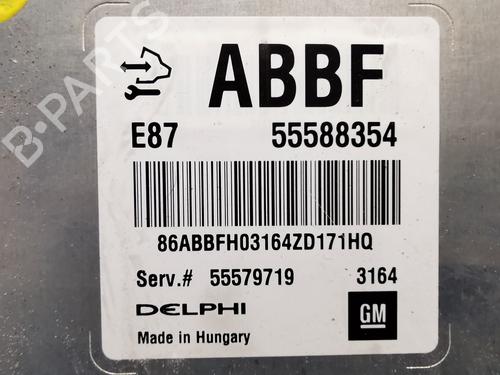 ABBF
E87 55588354
86ABBFH03164ZD171HQ
Serv.# 55579719 3164
DELPHI GM
Made in Hungary
B-PARTS